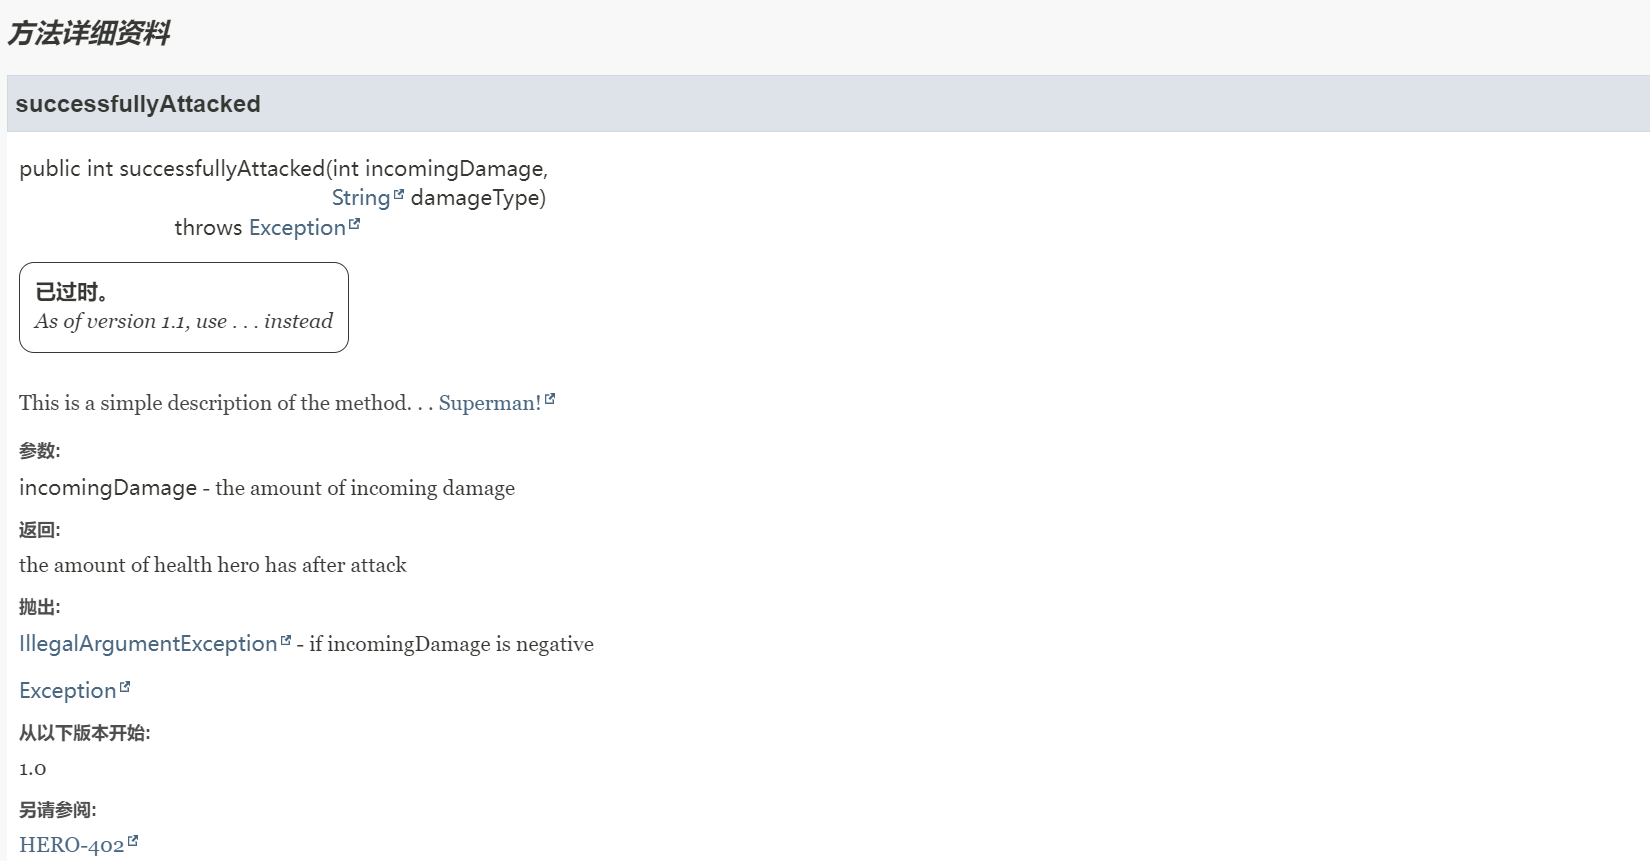 方法详细资料
successfullyAttacked
public int successfullyAttacked(int incomingDamage,
String damageType)
throws Exception
已过时。
As of version 1.1, use . . . instead
This is a simple description of the method. . . Superman!
参数:
incomingDamage - the amount of incoming damage
返回:
the amount of health hero has after attack
抛出:
IllegalArgumentException - if incomingDamage is negative
Exception
从以下版本开始:
1.0
另请参阅:
HERO-402